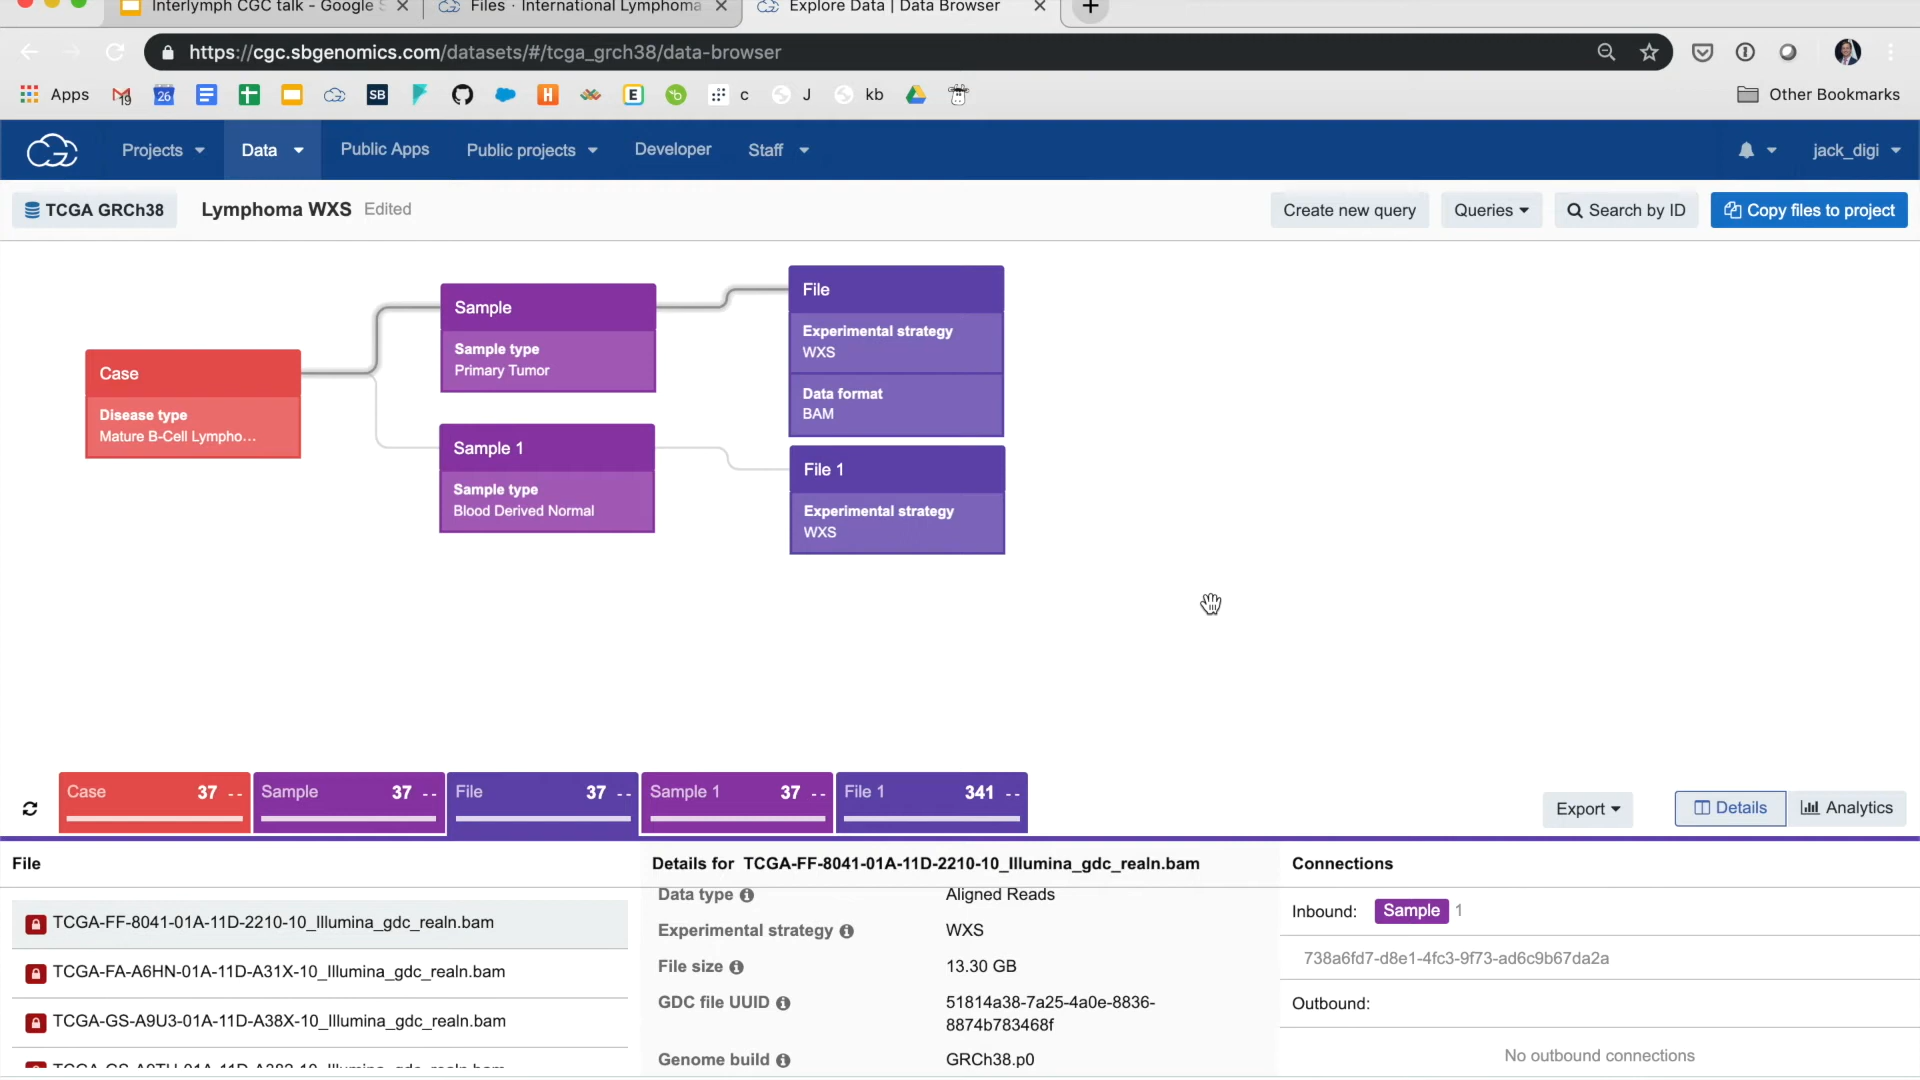 Interlymph CGC talk - Google S
Files · International Lymphoma
Explore Data | Data Browser
https://cgc.sbgenomics.com/datasets/#/tcga_grch38/data-browser
Apps
19
26
SB
H
E
c
J
kb
Other Bookmarks
Projects
Data
Public Apps
Public projects
Developer
Staff
jack_digi
TCGA GRCh38
Lymphoma WXS
Edited
Create new query
Queries
Search by ID
Copy files to project
Case
Disease type
Mature B-Cell Lympho...
Sample
Sample type
Primary Tumor
Sample 1
Sample type
Blood Derived Normal
File
Experimental strategy
WXS
Data format
BAM
File 1
Experimental strategy
WXS
Case 37 --
Sample 37 --
File 37 --
Sample 1 37 --
File 1 341 --
Export
Details
Analytics
File
TCGA-FF-8041-01A-11D-2210-10_Illumina_gdc_realn.bam
TCGA-FA-A6HN-01A-11D-A31X-10_Illumina_gdc_realn.bam
TCGA-GS-A9U3-01A-11D-A38X-10_Illumina_gdc_realn.bam
Details for TCGA-FF-8041-01A-11D-2210-10_Illumina_gdc_realn.bam
Data type Aligned Reads
Experimental strategy WXS
File size 13.30 GB
GDC file UUID 51814a38-7a25-4a0e-8836-
8874b783468f
Genome build GRCh38.p0
Connections
Inbound: Sample 1
738a6fd7-d8e1-4fc3-9f73-ad6c9b67da2a
Outbound:
No outbound connections